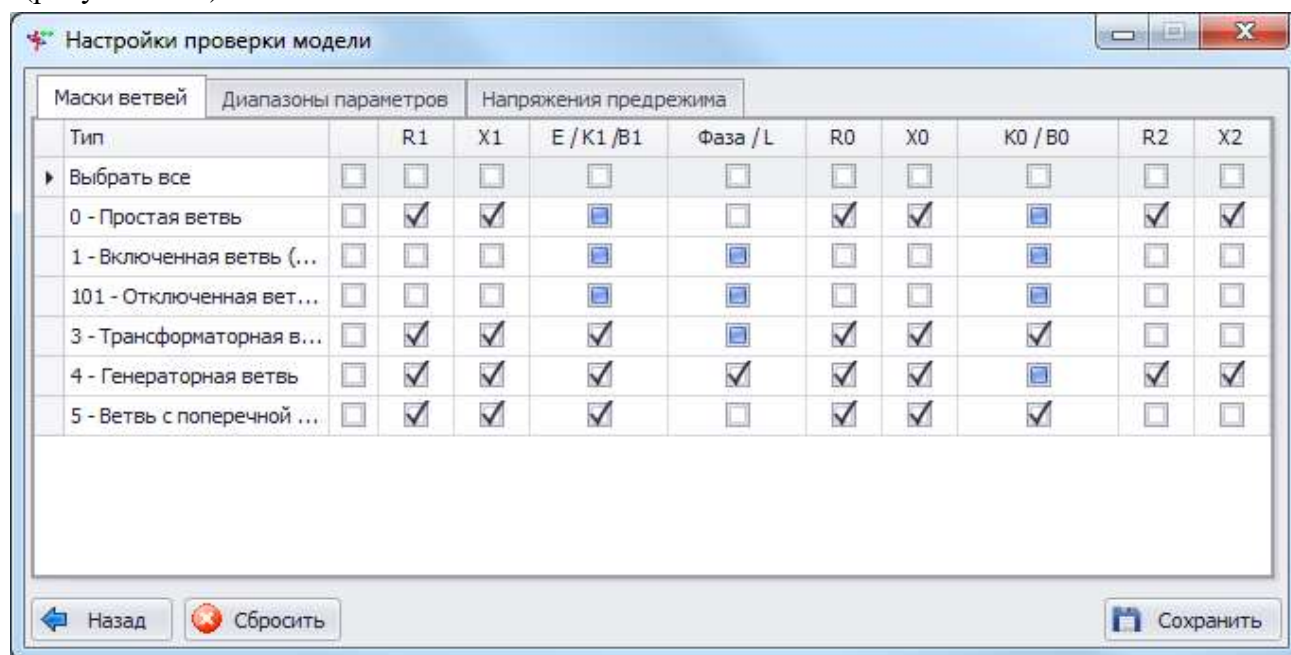 Настройки проверки модели
Маски ветвей Диапазоны параметров Напряжения предрежима
Тип R1 X1 E / K1 /B1 Фаза / L R0 X0 K0 / B0 R2 X2
Выбрать все
0 - Простая ветвь
1 - Включенная ветвь (...
101 - Отключенная вет...
3 - Трансформаторная в...
4 - Генераторная ветвь
5 - Ветвь с поперечной ...
Назад Сбросить Сохранить